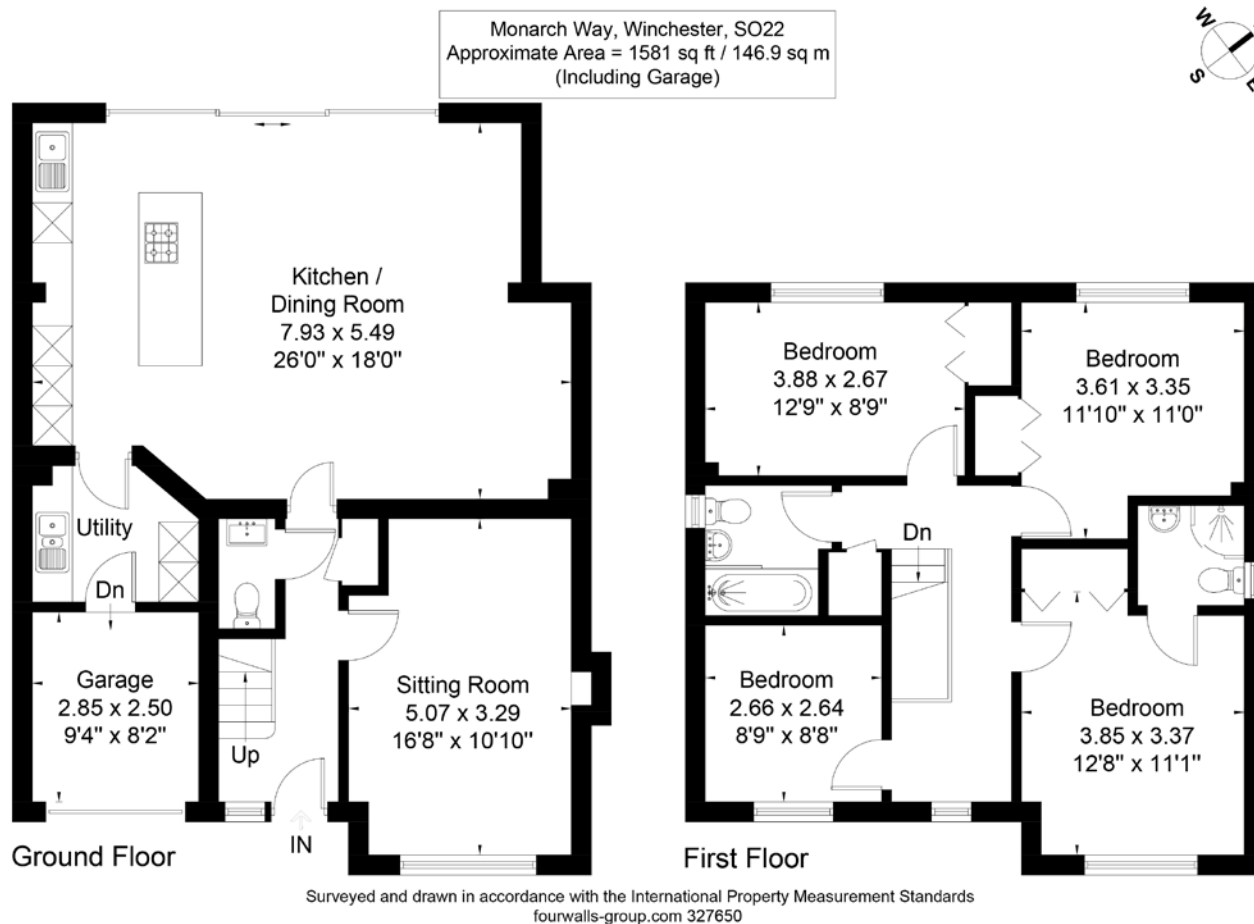 Monarch Way, Winchester, SO22
Approximate Area = 1581 sq ft / 146.9 sq m
(Including Garage)
W
S
E
Kitchen /
Dining Room
7.93 x 5.49
26'0" x 18'0"
Utility
Dn
Garage
2.85 x 2.50
9'4" x 8'2"
Up
IN
Sitting Room
5.07 x 3.29
16'8" x 10'10"
Ground Floor
Bedroom
3.88 x 2.67
12'9" x 8'9"
Bedroom
3.61 x 3.35
11'10" x 11'0"
Dn
Bedroom
2.66 x 2.64
8'9" x 8'8"
Bedroom
3.85 x 3.37
12'8" x 11'1"
First Floor
Surveyed and drawn in accordance with the International Property Measurement Standards
fourwalls-group.com 327650